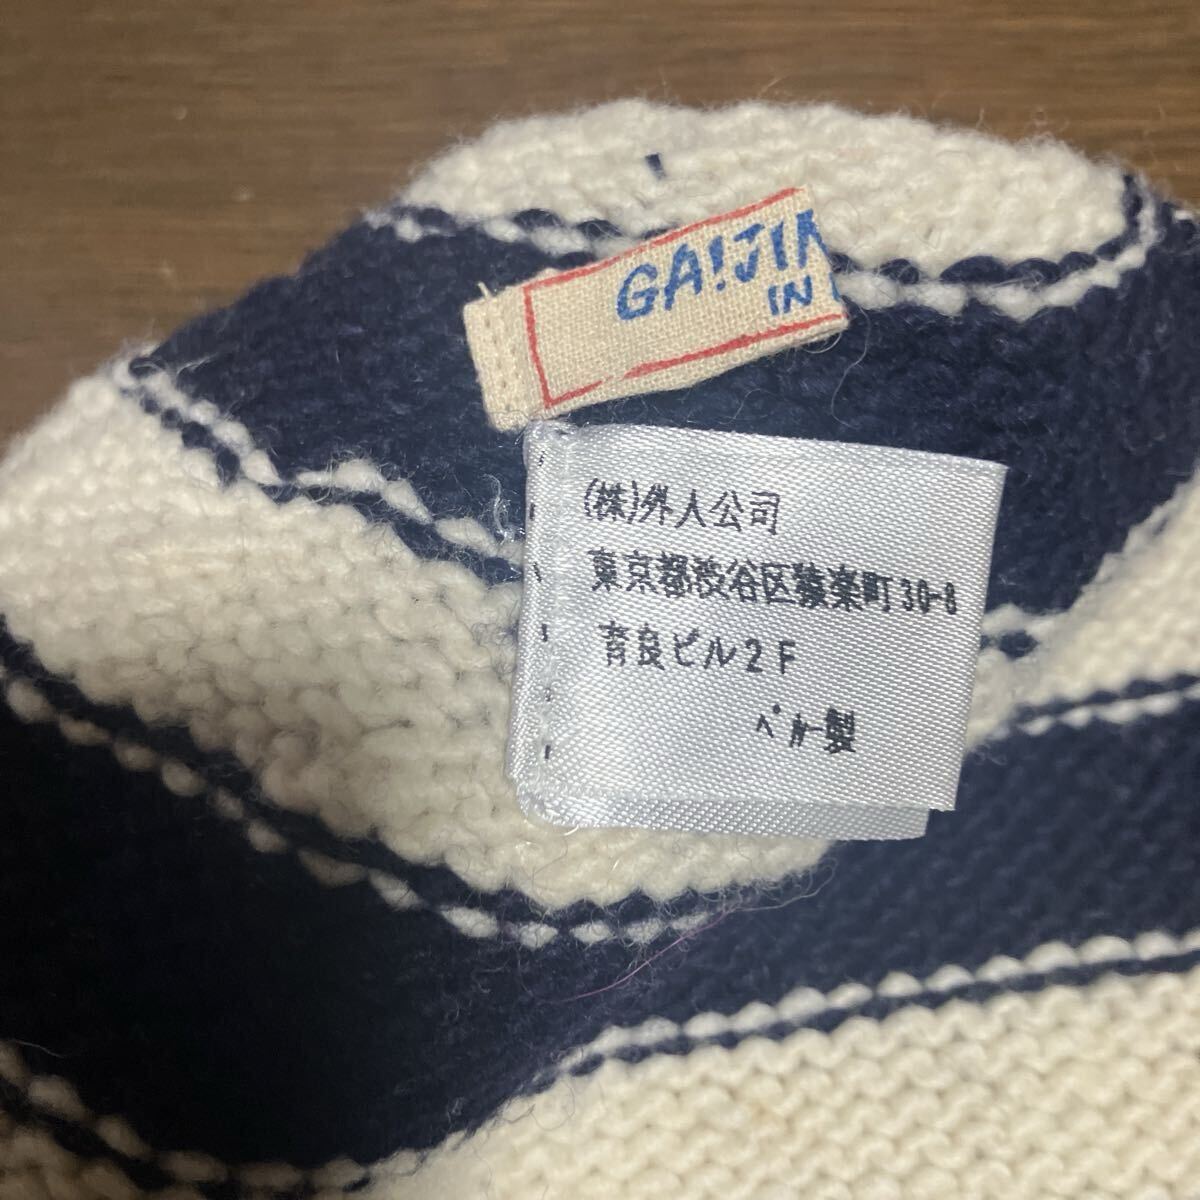 GA!JIN
IN
(株)外人公司
東京都渋谷区猿楽町30-8
育良ビル2F
ペルー製